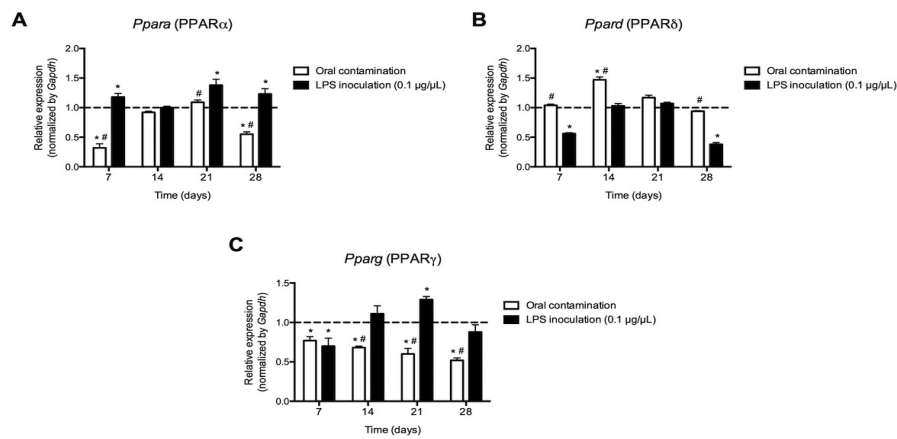 A
Ppara (PPARα)
Relative expression
(normalized by Gapdh)
2.0
1.5
1.0
0.5
0.0
* #
*
#
*
* #
*
7 14 21 28
Time (days)
Oral contamination
LPS inoculation (0.1 µg/µL)
B
Ppard (PPARδ)
Relative expression
(normalized by Gapdh)
2.0
1.5
1.0
0.5
0.0
#
*
* #
#
*
7 14 21 28
Time (days)
Oral contamination
LPS inoculation (0.1 µg/µL)
C
Pparg (PPARγ)
Relative expression
(normalized by Gapdh)
1.5
1.0
0.5
0.0
* *
* #
* #
*
* #
7 14 21 28
Time (days)
Oral contamination
LPS inoculation (0.1 µg/µL)